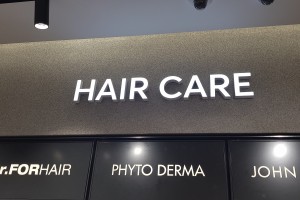 HAIR CARE
r.FORHAIR
PHYTO DERMA
JOHN